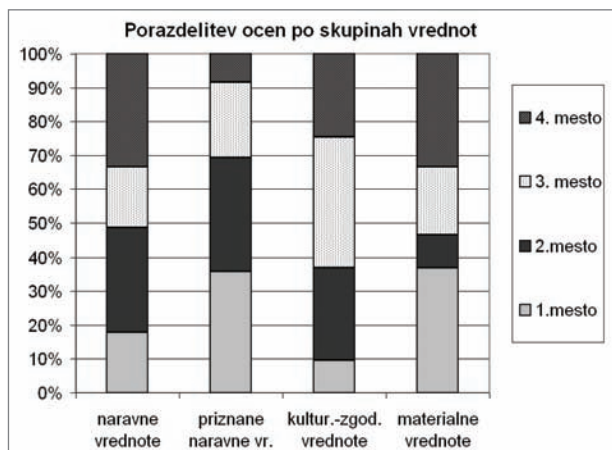 Porazdelitev ocen po skupinah vrednot
100%
90%
80%
70%
60%
50%
40%
30%
20%
10%
0%
naravne
vrednote
priznane
naravne vr.
kultur.-zgod.
vrednote
materialne
vrednote
4. mesto
3. mesto
2.mesto
1.mesto